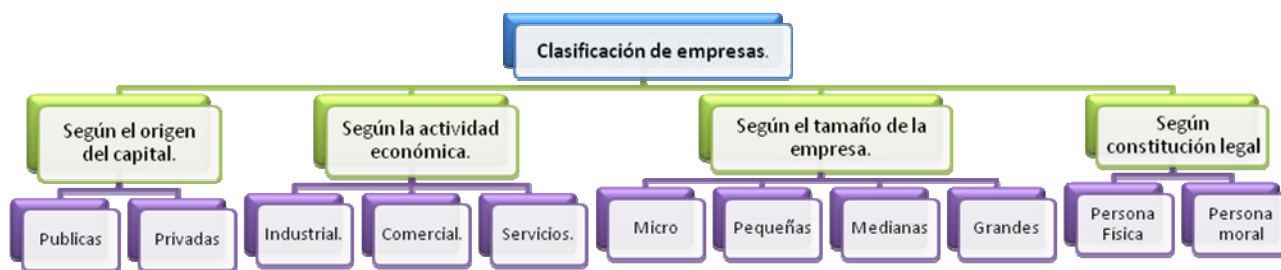 Clasificación de empresas.
Según el origen
del capital.
Según la actividad
económica.
Según el tamaño de la
empresa.
Según
constitución legal
Publicas
Privadas
Industrial.
Comercial.
Servicios.
Micro
Pequeñas
Medianas
Grandes
Persona
Física
Persona
moral